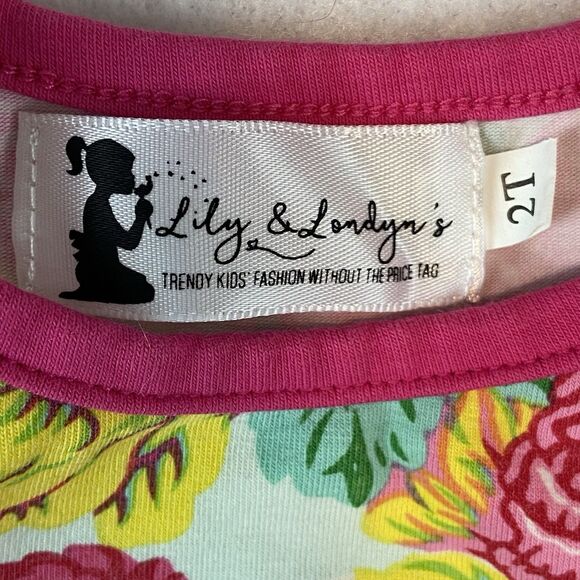 Lily & Londyn's
TRENDY KIDS' FASHION WITHOUT THE PRICE TAG
2T